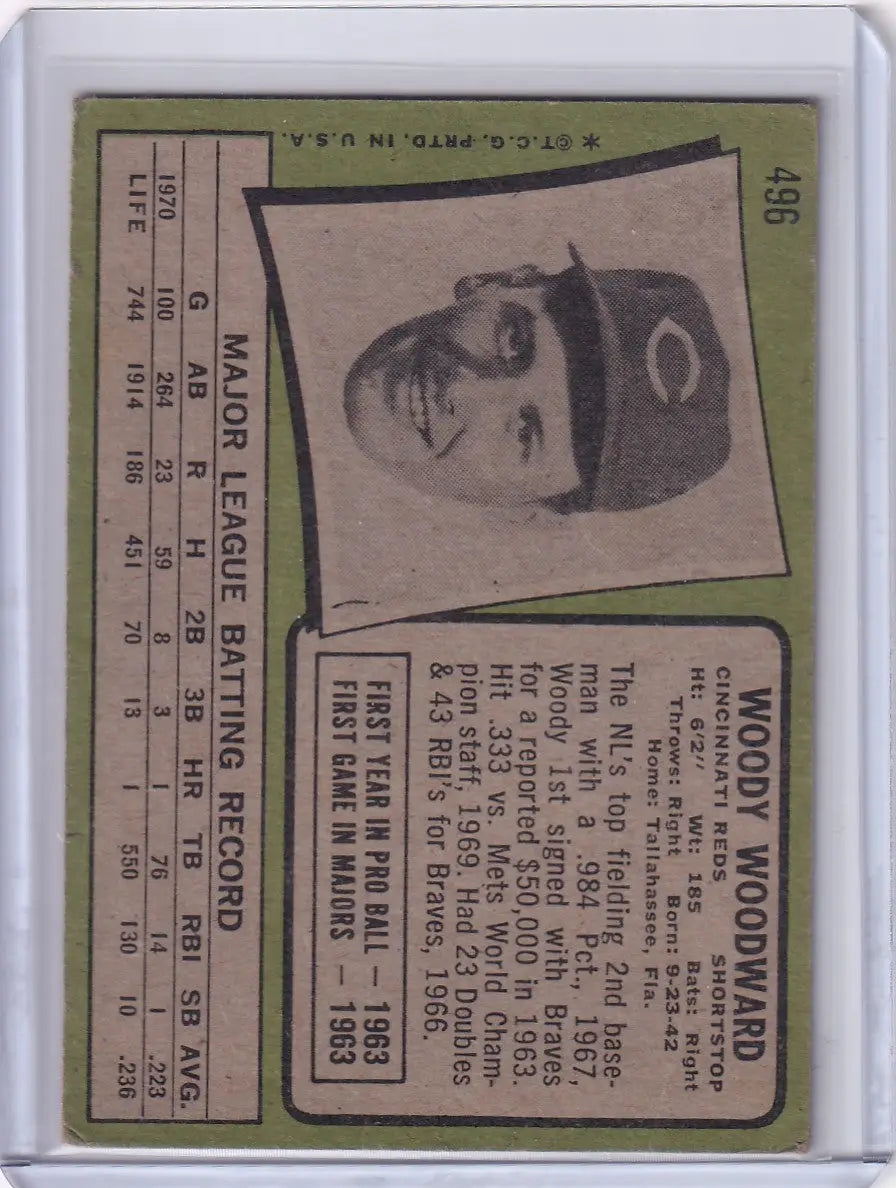 496
WOODY WOODWARD
CINCINNATI REDS SHORTSTOP
Ht: 6'2" Wt: 185 Bats: Right
Throws: Right Born: 9-23-42
Home: Tallahassee, Fla.
The NL's top fielding 2nd base-
man with a .984 Pct., 1967,
Woody 1st signed with Braves
for a reported $50,000 in 1963.
Hit .333 vs. Mets World Cham-
pion staff, 1969. Had 23 Doubles
& 43 RBI's for Braves, 1966.
FIRST YEAR IN PRO BALL — 1963
FIRST GAME IN MAJORS — 1963
C
* © T.C.G. PRTD. IN U.S.A.
MAJOR LEAGUE BATTING RECORD
G AB R H 2B 3B HR TB RBI SB AVG.
1970 100 264 23 59 8 3 1 76 14 1 .223
LIFE 744 1914 186 451 70 13 1 550 130 10 .236